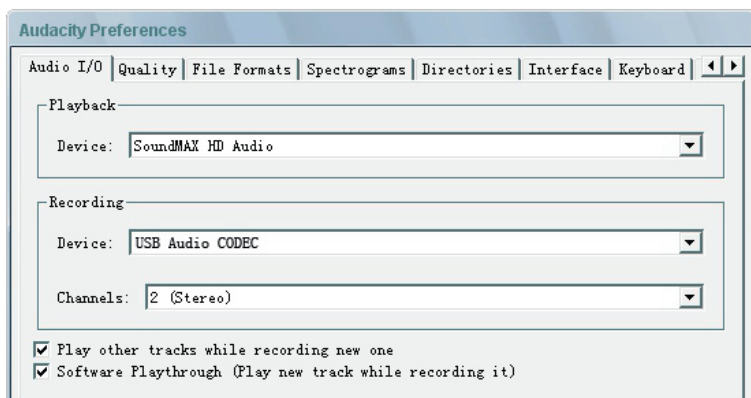 Audacity Preferences
Audio I/O Quality File Formats Spectrograms Directories Interface Keyboard
Playback
Device: SoundMAX HD Audio
Recording
Device: USB Audio CODEC
Channels: 2 (Stereo)
Play other tracks while recording new one
Software Playthrough (Play new track while recording it)